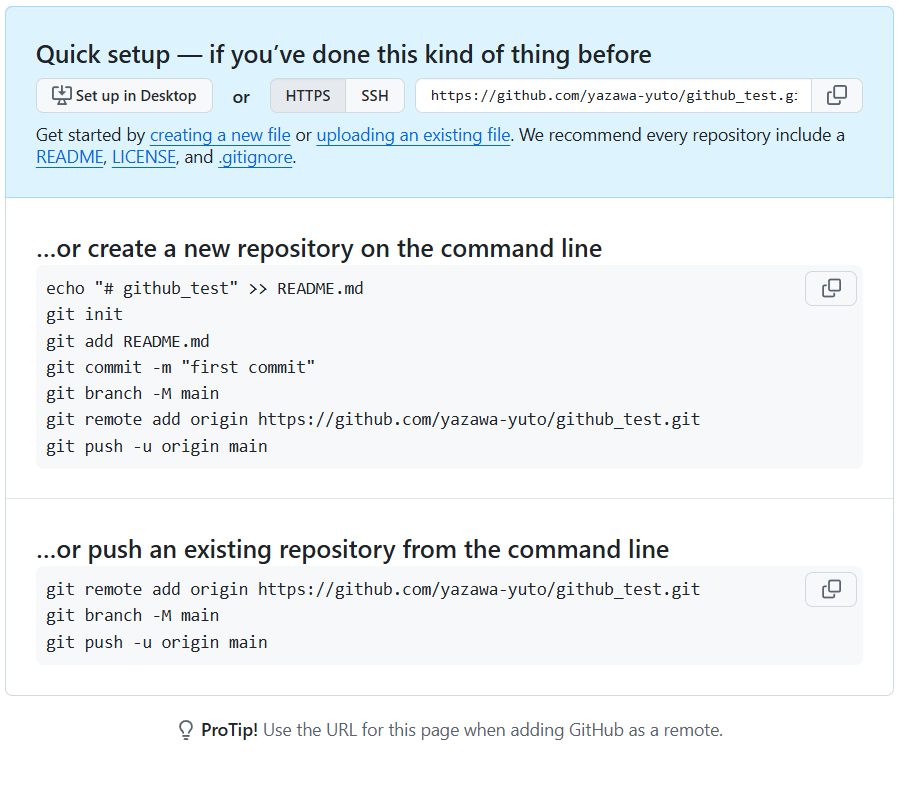 Quick setup — if you’ve done this kind of thing before
Set up in Desktop or HTTPS SSH https://github.com/yazawa-yuto/github_test.gi
Get started by creating a new file or uploading an existing file. We recommend every repository include a
README, LICENSE, and .gitignore.
…or create a new repository on the command line
echo "# github_test" >> README.md
git init
git add README.md
git commit -m "first commit"
git branch -M main
git remote add origin https://github.com/yazawa-yuto/github_test.git
git push -u origin main
…or push an existing repository from the command line
git remote add origin https://github.com/yazawa-yuto/github_test.git
git branch -M main
git push -u origin main
ProTip! Use the URL for this page when adding GitHub as a remote.